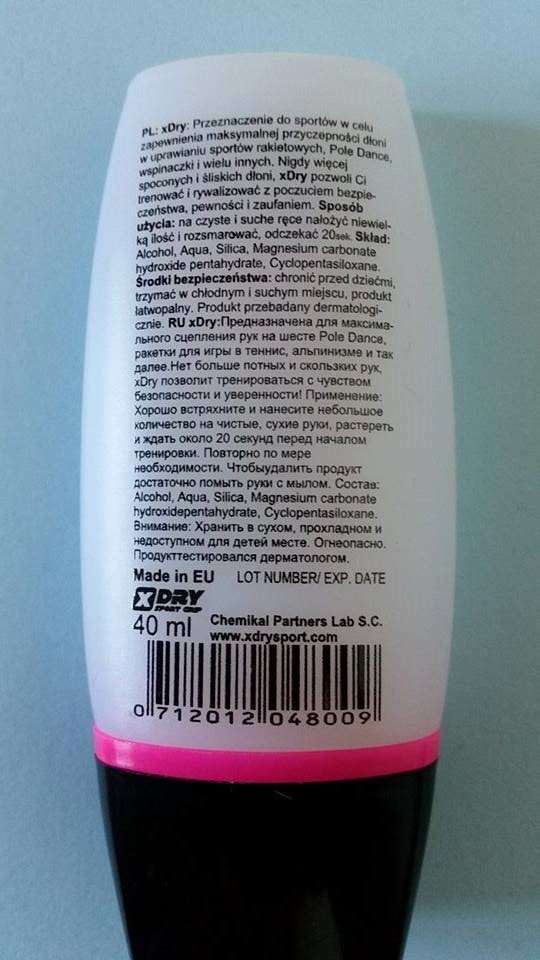 PL: xDry: Przeznaczenie do sportów w celu
zapewnienia maksymalnej przyczepności dłoni
w uprawianiu sportów rakietowych, Pole Dance,
wspinaczki i wielu innych. Nigdy więcej
spoconych i śliskich dłoni, xDry pozwoli Ci
trenować i rywalizować z poczuciem bezpie-
czeństwa, pewności i zaufaniem. Sposób
użycia: na czyste i suche ręce nałożyć niewiel-
ką ilość i rozsmarować, odczekać 20sek. Skład:
Alcohol, Aqua, Silica, Magnesium carbonate
hydroxide pentahydrate, Cyclopentasiloxane.
Środki bezpieczeństwa: chronić przed dziećmi,
trzymać w chłodnym i suchym miejscu, produkt
łatwopalny. Produkt przebadany dermatologi-
cznie. RU xDry:Предназначена для максима-
льного сцепления рук на шесте Pole Dance,
ракетки для игры в теннис, альпинизме и так
далее.Нет больше потных и скользких рук,
xDry позволит тренироваться с чувством
безопасности и уверенности! Применение:
Хорошо встряхните и нанесите небольшое
количество на чистые, сухие руки, растереть
и ждать около 20 секунд перед началом
тренировки. Повторно по мере
необходимости. Чтобыудалить продукт
достаточно помыть руки с мылом. Состав:
Alcohol, Aqua, Silica, Magnesium carbonate
hydroxidepentahydrate, Cyclopentasiloxane.
Внимание: Хранить в сухом, прохладном и
недоступном для детей месте. Огнеопасно.
Продукттестировался дерматологом.
Made in EU LOT NUMBER/ EXP. DATE
XDRY
SPORT GRIP
40 ml Chemikal Partners Lab S.C.
www.xdrysport.com
0 712012 048009